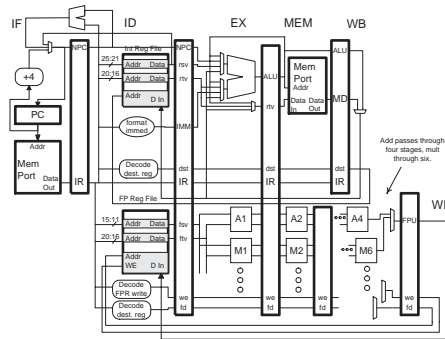 IF
ID
EX
MEM
WB
Int Reg File
NPC
25:21
Addr
Data
20:16
Addr
Data
Addr
D In
NPC
rsv
rtv
ALU
rtv
Mem
Port
Addr
Data
In
Data
Out
ALU
MD
+4
PC
Addr
Mem
Port
Data
Out
IR
format
immed
IMM
Decode
dest. reg
dst
IR
dst
IR
dst
IR
Add passes through
four stages, mult
through six.
FP Reg File
15:11
Addr
Data
20:16
Addr
Data
Addr
WE
D In
fsv
ftv
A1
A2
A4
M1
M2
M6
FPU
Decode
FPR write
Decode
dest. reg
we
fd
we
fd
we
fd